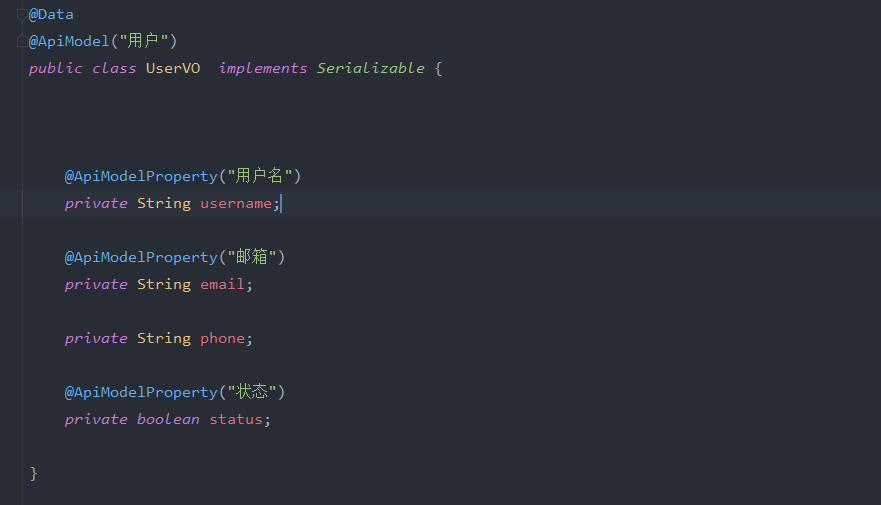 @Data
@ApiModel("用户")
public class UserVO  implements Serializable {
@ApiModelProperty("用户名")
private String username;
@ApiModelProperty("邮箱")
private String email;
private String phone;
@ApiModelProperty("状态")
private boolean status;
}